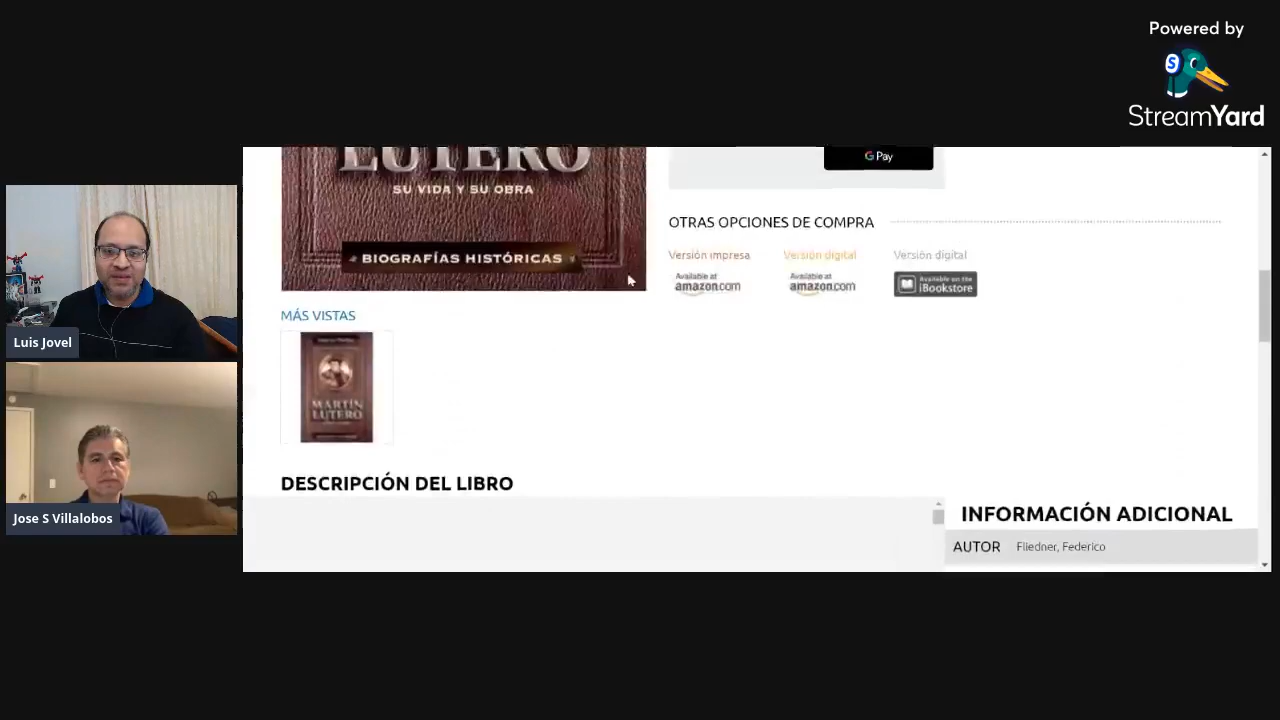 Powered by
StreamYard
LUTERO
SU VIDA Y SU OBRA
BIOGRAFÍAS HISTÓRICAS
G Pay
OTRAS OPCIONES DE COMPRA
Versión impresa
Versión digital
Versión digital
Available at
amazon.com
Available at
amazon.com
Available on the
iBookstore
MÁS VISTAS
MARTÍN
LUTERO
DESCRIPCIÓN DEL LIBRO
INFORMACIÓN ADICIONAL
AUTOR Fliedner, Federico
Luis Jovel
Jose S Villalobos